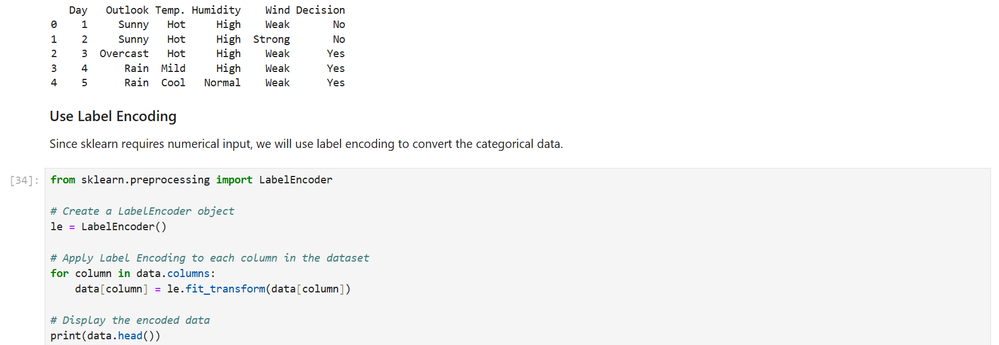 Day Outlook Temp. Humidity Wind Decision
0 1 Sunny Hot High Weak No
1 2 Sunny Hot High Strong No
2 3 Overcast Hot High Weak Yes
3 4 Rain Mild High Weak Yes
4 5 Rain Cool Normal Weak Yes
Use Label Encoding
Since sklearn requires numerical input, we will use label encoding to convert the categorical data.
[34]: from sklearn.preprocessing import LabelEncoder
# Create a LabelEncoder object
le = LabelEncoder()
# Apply Label Encoding to each column in the dataset
for column in data.columns:
    data[column] = le.fit_transform(data[column])
# Display the encoded data
print(data.head())